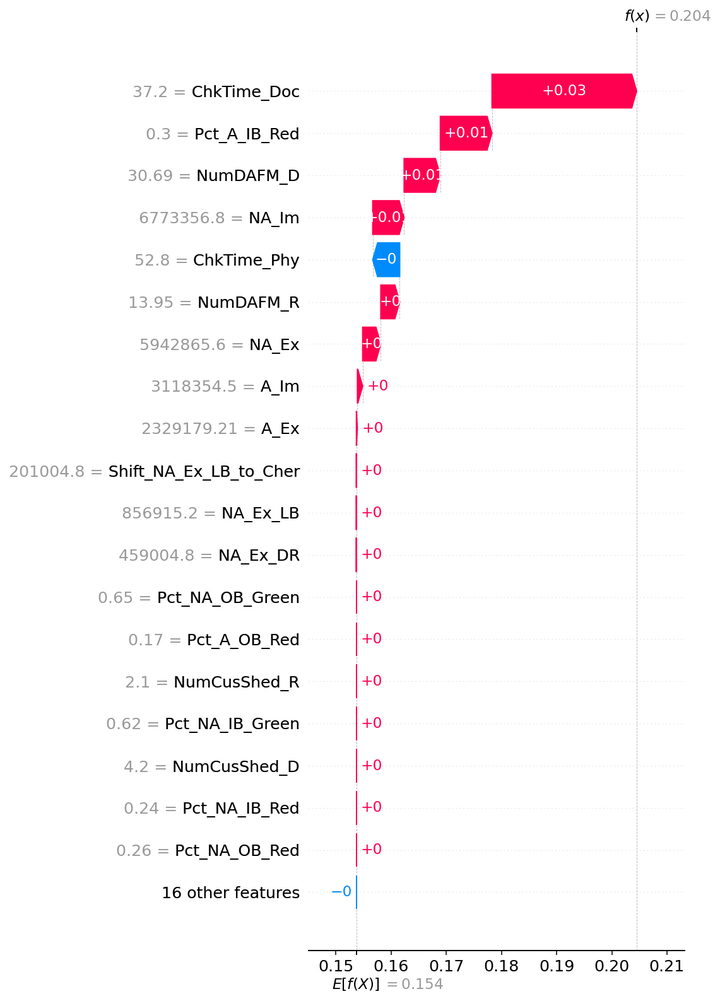 f(x) = 0.204
37.2 = ChkTime_Doc +0.03
0.3 = Pct_A_IB_Red +0.01
30.69 = NumDAFM_D +0.01
6773356.8 = NA_Im
52.8 = ChkTime_Phy −0
13.95 = NumDAFM_R +0
5942865.6 = NA_Ex +0
3118354.5 = A_Im +0
2329179.21 = A_Ex +0
201004.8 = Shift_NA_Ex_LB_to_Cher +0
856915.2 = NA_Ex_LB +0
459004.8 = NA_Ex_DR +0
0.65 = Pct_NA_OB_Green +0
0.17 = Pct_A_OB_Red +0
2.1 = NumCusShed_R +0
0.62 = Pct_NA_IB_Green +0
4.2 = NumCusShed_D +0
0.24 = Pct_NA_IB_Red +0
0.26 = Pct_NA_OB_Red +0
16 other features −0
0.15 0.16 0.17 0.18 0.19 0.20 0.21
E[f(X)] = 0.154